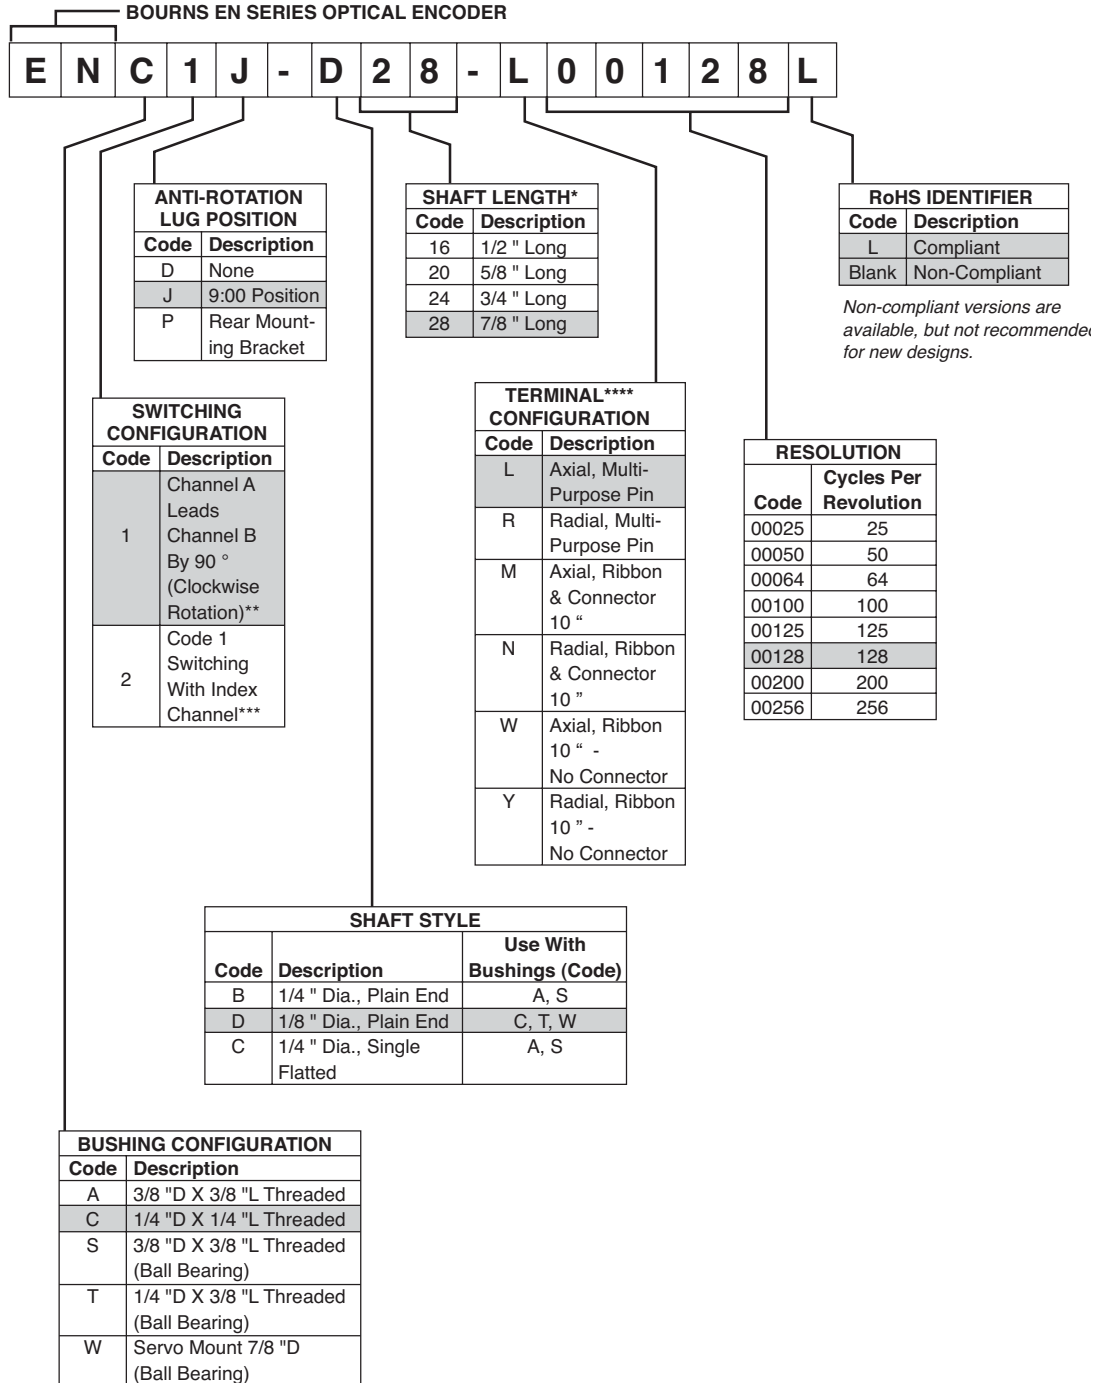 BOURNS EN SERIES OPTICAL ENCODER
E N C 1 J - D 2 8 - L 0 0 1 2 8 L
ANTI-ROTATION
LUG POSITION
Code Description
D None
J 9:00 Position
P Rear Mount-
ing Bracket
SHAFT LENGTH*
Code Description
16 1/2 " Long
20 5/8 " Long
24 3/4 " Long
28 7/8 " Long
RoHS IDENTIFIER
Code Description
L Compliant
Blank Non-Compliant
Non-compliant versions are
available, but not recommended
for new designs.
SWITCHING
CONFIGURATION
Code Description
Channel A
Leads
1 Channel B
By 90 °
(Clockwise
Rotation)**
Code 1
Switching
2 With Index
Channel***
TERMINAL****
CONFIGURATION
Code Description
L Axial, Multi-
Purpose Pin
R Radial, Multi-
Purpose Pin
M Axial, Ribbon
& Connector
10 “
N Radial, Ribbon
& Connector
10 ”
W Axial, Ribbon
10 “ -
No Connector
Y Radial, Ribbon
10 ” -
No Connector
RESOLUTION
Cycles Per
Code Revolution
00025 25
00050 50
00064 64
00100 100
00125 125
00128 128
00200 200
00256 256
SHAFT STYLE
Use With
Code Description Bushings (Code)
B 1/4 " Dia., Plain End A, S
D 1/8 " Dia., Plain End C, T, W
C 1/4 " Dia., Single A, S
Flatted
BUSHING CONFIGURATION
Code Description
A 3/8 "D X 3/8 "L Threaded
C 1/4 "D X 1/4 "L Threaded
S 3/8 "D X 3/8 "L Threaded
(Ball Bearing)
T 1/4 "D X 3/8 "L Threaded
(Ball Bearing)
W Servo Mount 7/8 "D
(Ball Bearing)